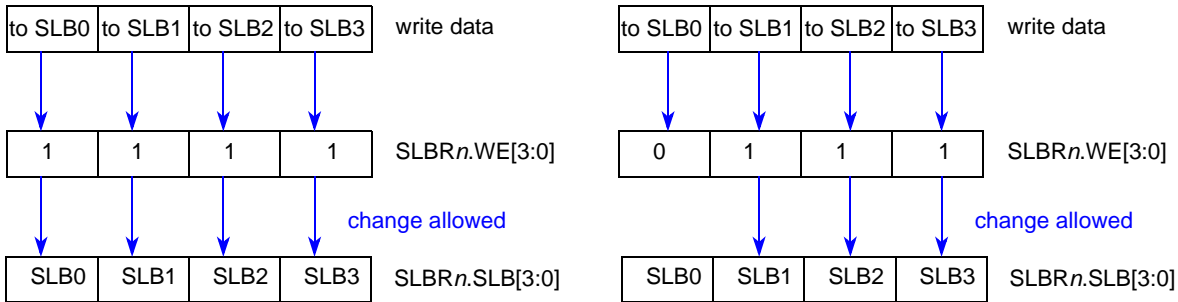 to SLB0 to SLB1 to SLB2 to SLB3 write data
1 1 1 1 SLBRn.WE[3:0]
change allowed
SLB0 SLB1 SLB2 SLB3 SLBRn.SLB[3:0]
to SLB0 to SLB1 to SLB2 to SLB3 write data
0 1 1 1 SLBRn.WE[3:0]
change allowed
SLB0 SLB1 SLB2 SLB3 SLBRn.SLB[3:0]